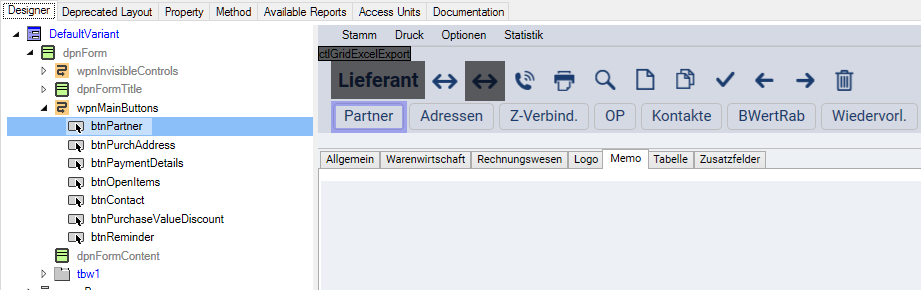 Designer Deprecated Layout Property Method Available Reports Access Units Documentation
DefaultVariant
dpnForm
wpnInvisibleControls
dpnFormTitle
wpnMainButtons
btnPartner
btnPurchAddress
btnPaymentDetails
btnOpenItems
btnContact
btnPurchaseValueDiscount
btnReminder
dpnFormContent
tbw1
Stamm Druck Optionen Statistik
ctlGridExcelExport
Lieferant
Partner Adressen Z-Verbind. OP Kontakte BWertRab Wiedervorl.
Allgemein Warenwirtschaft Rechnungswesen Logo Memo Tabelle Zusatzfelder